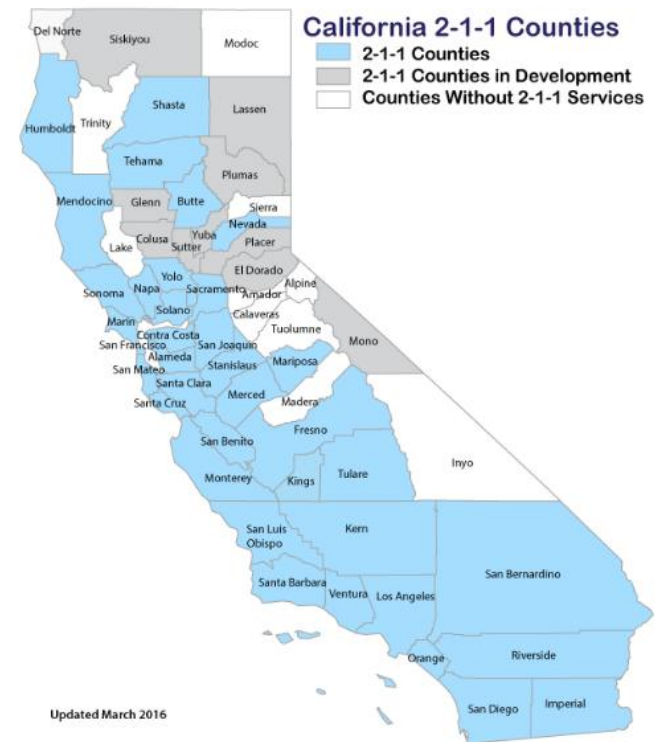 California 2-1-1 Counties
2-1-1 Counties
2-1-1 Counties in Development
Counties Without 2-1-1 Services
Del Norte
Siskiyou
Modoc
Humboldt
Trinity
Shasta
Lassen
Tehama
Plumas
Mendocino
Glenn
Butte
Sierra
Nevada
Lake
Colusa
Sutter
Yuba
Placer
El Dorado
Sonoma
Napa
Yolo
Sacramento
Amador
Alpine
Solano
Calaveras
Marin
Contra Costa
Tuolumne
San Francisco
Alameda
San Joaquin
Mono
San Mateo
Stanislaus
Mariposa
Santa Clara
Merced
Madera
Santa Cruz
Fresno
San Benito
Inyo
Monterey
Kings
Tulare
San Luis
Obispo
Kern
San Bernardino
Santa Barbara
Ventura
Los Angeles
Orange
Riverside
San Diego
Imperial
Updated March 2016